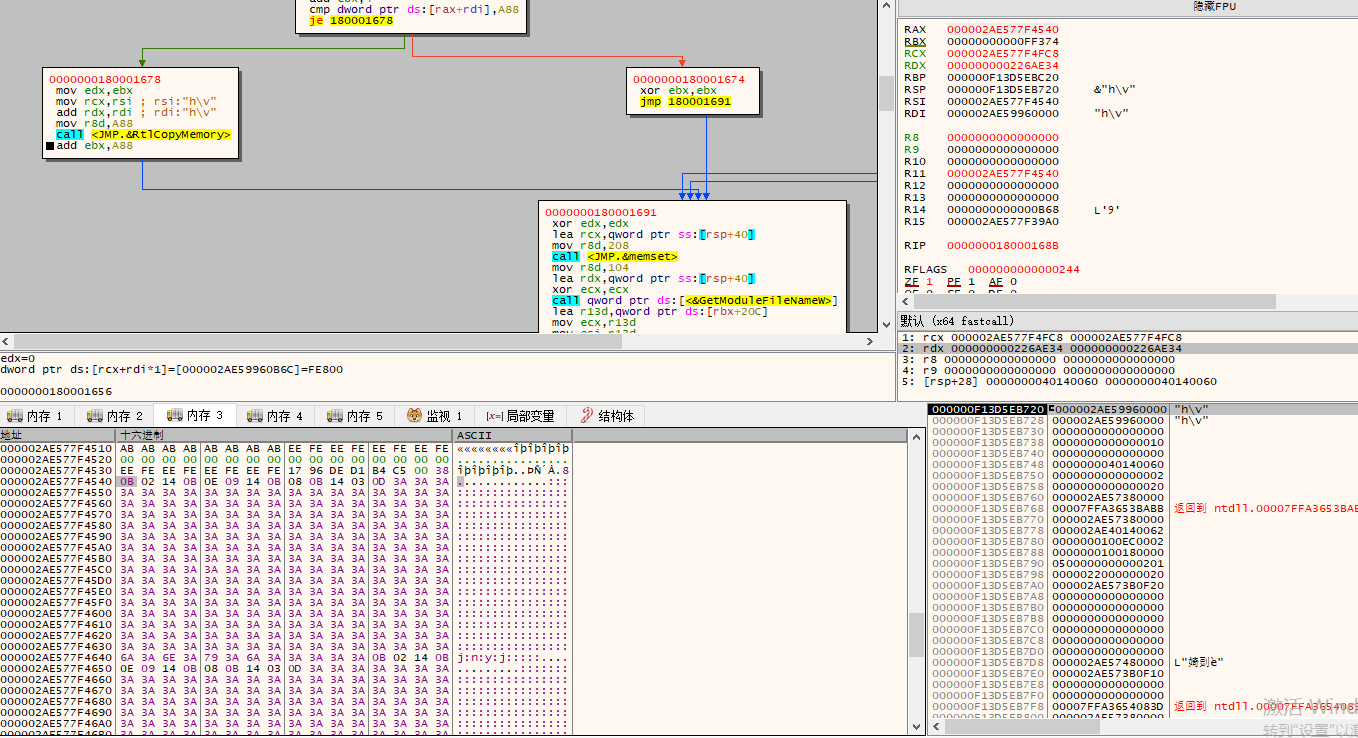 cmp dword ptr ds:[rax+rdi],A88
je 180001678
0000000180001678
mov edx,ebx
mov rcx,rsi ; rsi:"h\v"
add rdx,rdi ; rdi:"h\v"
mov r8d,A88
call <JMP.&RtlCopyMemory>
add ebx,A88
0000000180001674
xor ebx,ebx
jmp 180001691
0000000180001691
xor edx,edx
lea rcx,qword ptr ss:[rsp+40]
mov r8d,208
call <JMP.&memset>
mov r8d,104
lea rdx,qword ptr ss:[rsp+40]
xor ecx,ecx
call qword ptr ds:[<&GetModuleFileNameW>]
lea r13d,qword ptr ds:[rbx+20C]
mov ecx,r13d
隐藏FPU
RAX 000002AE577F4540
RBX 00000000000FF374
RCX 000002AE577F4FC8
RDX 000000000226AE34
RBP 000000F13D5EBC20
RSP 000000F13D5EB720 &"h\v"
RSI 000002AE577F4540
RDI 000002AE59960000 "h\v"
R8 0000000000000000
R9 0000000000000000
R10 0000000000000000
R11 000002AE577F4540
R12 0000000000000000
R13 0000000000000000
R14 0000000000000B68
R15 000002AE577F39A0
RIP 000000018000168B
RFLAGS 0000000000000244
ZF 1 PF 1 AF 0
默认 (x64 fastcall)
1: rcx 000002AE577F4FC8 000002AE577F4FC8
2: rdx 000000000226AE34 000000000226AE34
3: r8 0000000000000000 0000000000000000
4: r9 0000000000000000 0000000000000000
5: [rsp+28] 0000000040140060 0000000040140060
edx=0
dword ptr ds:[rcx+rdi*1]=[000002AE59960B6C]=FE800
0000000180001656
内存 1 内存 2 内存 3 内存 4 内存 5 监视 1 [x=] 局部变量 结构体
地址 十六进制 ASCII
000002AE577F4510 AB AB AB AB AB AB AB AB EE FE EE FE EE FE EE FE ««««««««îþîþîþîþ
000002AE577F4520 00 00 00 00 00 00 00 00 00 00 00 00 00 00 00 00 ................
000002AE577F4530 EE FE EE FE EE FE EE FE 17 96 DE D1 B4 C5 00 38 îþîþîþîþ..ÞÑ´Å.8
000002AE577F4540 0B 02 14 0B 0E 09 14 0B 08 0B 14 03 0D 3A 3A 3A .............:::
000002AE577F4550 3A 3A 3A 3A 3A 3A 3A 3A 3A 3A 3A 3A 3A 3A 3A 3A ::::::::::::::::
000002AE577F4560 3A 3A 3A 3A 3A 3A 3A 3A 3A 3A 3A 3A 3A 3A 3A 3A ::::::::::::::::
000002AE577F4570 3A 3A 3A 3A 3A 3A 3A 3A 3A 3A 3A 3A 3A 3A 3A 3A ::::::::::::::::
000002AE577F4580 3A 3A 3A 3A 3A 3A 3A 3A 3A 3A 3A 3A 3A 3A 3A 3A ::::::::::::::::
000002AE577F4590 3A 3A 3A 3A 3A 3A 3A 3A 3A 3A 3A 3A 3A 3A 3A 3A ::::::::::::::::
000002AE577F45A0 3A 3A 3A 3A 3A 3A 3A 3A 3A 3A 3A 3A 3A 3A 3A 3A ::::::::::::::::
000002AE577F45B0 3A 3A 3A 3A 3A 3A 3A 3A 3A 3A 3A 3A 3A 3A 3A 3A ::::::::::::::::
000002AE577F45C0 3A 3A 3A 3A 3A 3A 3A 3A 3A 3A 3A 3A 3A 3A 3A 3A ::::::::::::::::
000002AE577F45D0 3A 3A 3A 3A 3A 3A 3A 3A 3A 3A 3A 3A 3A 3A 3A 3A ::::::::::::::::
000002AE577F45E0 3A 3A 3A 3A 3A 3A 3A 3A 3A 3A 3A 3A 3A 3A 3A 3A ::::::::::::::::
000002AE577F45F0 3A 3A 3A 3A 3A 3A 3A 3A 3A 3A 3A 3A 3A 3A 3A 3A ::::::::::::::::
000002AE577F4600 3A 3A 3A 3A 3A 3A 3A 3A 3A 3A 3A 3A 3A 3A 3A 3A ::::::::::::::::
000002AE577F4610 3A 3A 3A 3A 3A 3A 3A 3A 3A 3A 3A 3A 3A 3A 3A 3A ::::::::::::::::
000002AE577F4620 3A 3A 3A 3A 3A 3A 3A 3A 3A 3A 3A 3A 3A 3A 3A 3A ::::::::::::::::
000002AE577F4630 3A 3A 3A 3A 3A 3A 3A 3A 3A 3A 3A 3A 3A 3A 3A 3A ::::::::::::::::
000002AE577F4640 6A 3A 6E 3A 79 3A 6A 3A 3A 3A 3A 3A 0B 02 14 0B j:n:y:j:::::....
000002AE577F4650 0E 09 14 0B 08 0B 14 03 0D 3A 3A 3A 3A 3A 3A 3A .........:::::::
000002AE577F4660 3A 3A 3A 3A 3A 3A 3A 3A 3A 3A 3A 3A 3A 3A 3A 3A ::::::::::::::::
000002AE577F4670 3A 3A 3A 3A 3A 3A 3A 3A 3A 3A 3A 3A 3A 3A 3A 3A ::::::::::::::::
000002AE577F4680 3A 3A 3A 3A 3A 3A 3A 3A 3A 3A 3A 3A 3A 3A 3A 3A ::::::::::::::::
000002AE577F4690 3A 3A 3A 3A 3A 3A 3A 3A 3A 3A 3A 3A 3A 3A 3A 3A ::::::::::::::::
000002AE577F46A0 3A 3A 3A 3A 3A 3A 3A 3A 3A 3A 3A 3A 3A 3A 3A 3A ::::::::::::::::
000000F13D5EB720 000002AE59960000 "h\v"
000000F13D5EB728 000002AE59960000 "h\v"
000000F13D5EB730 0000000000000000
000000F13D5EB738 0000000000000010
000000F13D5EB740 0000000000000000
000000F13D5EB748 0000000040140060
000000F13D5EB750 0000000000000002
000000F13D5EB758 0000000000000020
000000F13D5EB760 000002AE57380000
000000F13D5EB768 00007FFA3653BABB 返回到 ntdll.00007FFA3653BAB
000000F13D5EB770 000002AE57380000
000000F13D5EB778 000002AE40140062
000000F13D5EB780 0000000100EC0002
000000F13D5EB788 0000000100180000
000000F13D5EB790 0500000000000201
000000F13D5EB798 0000022000000020
000000F13D5EB7A0 000002AE573B0F20
000000F13D5EB7A8 0000000000000000
000000F13D5EB7B0 0000000000000000
000000F13D5EB7B8 0000000000000000
000000F13D5EB7C0 0000000000000000
000000F13D5EB7C8 0000000000000000
000000F13D5EB7D0 0000000000000000
000000F13D5EB7D8 000002AE57480000
000000F13D5EB7E0 000002AE573B0F10
000000F13D5EB7E8 0000000000000000
000000F13D5EB7F0 0000000000000000
000000F13D5EB7F8 00007FFA3654083D 返回到 ntdll.00007FFA3654083
激活 Wind
转到"设置"以激